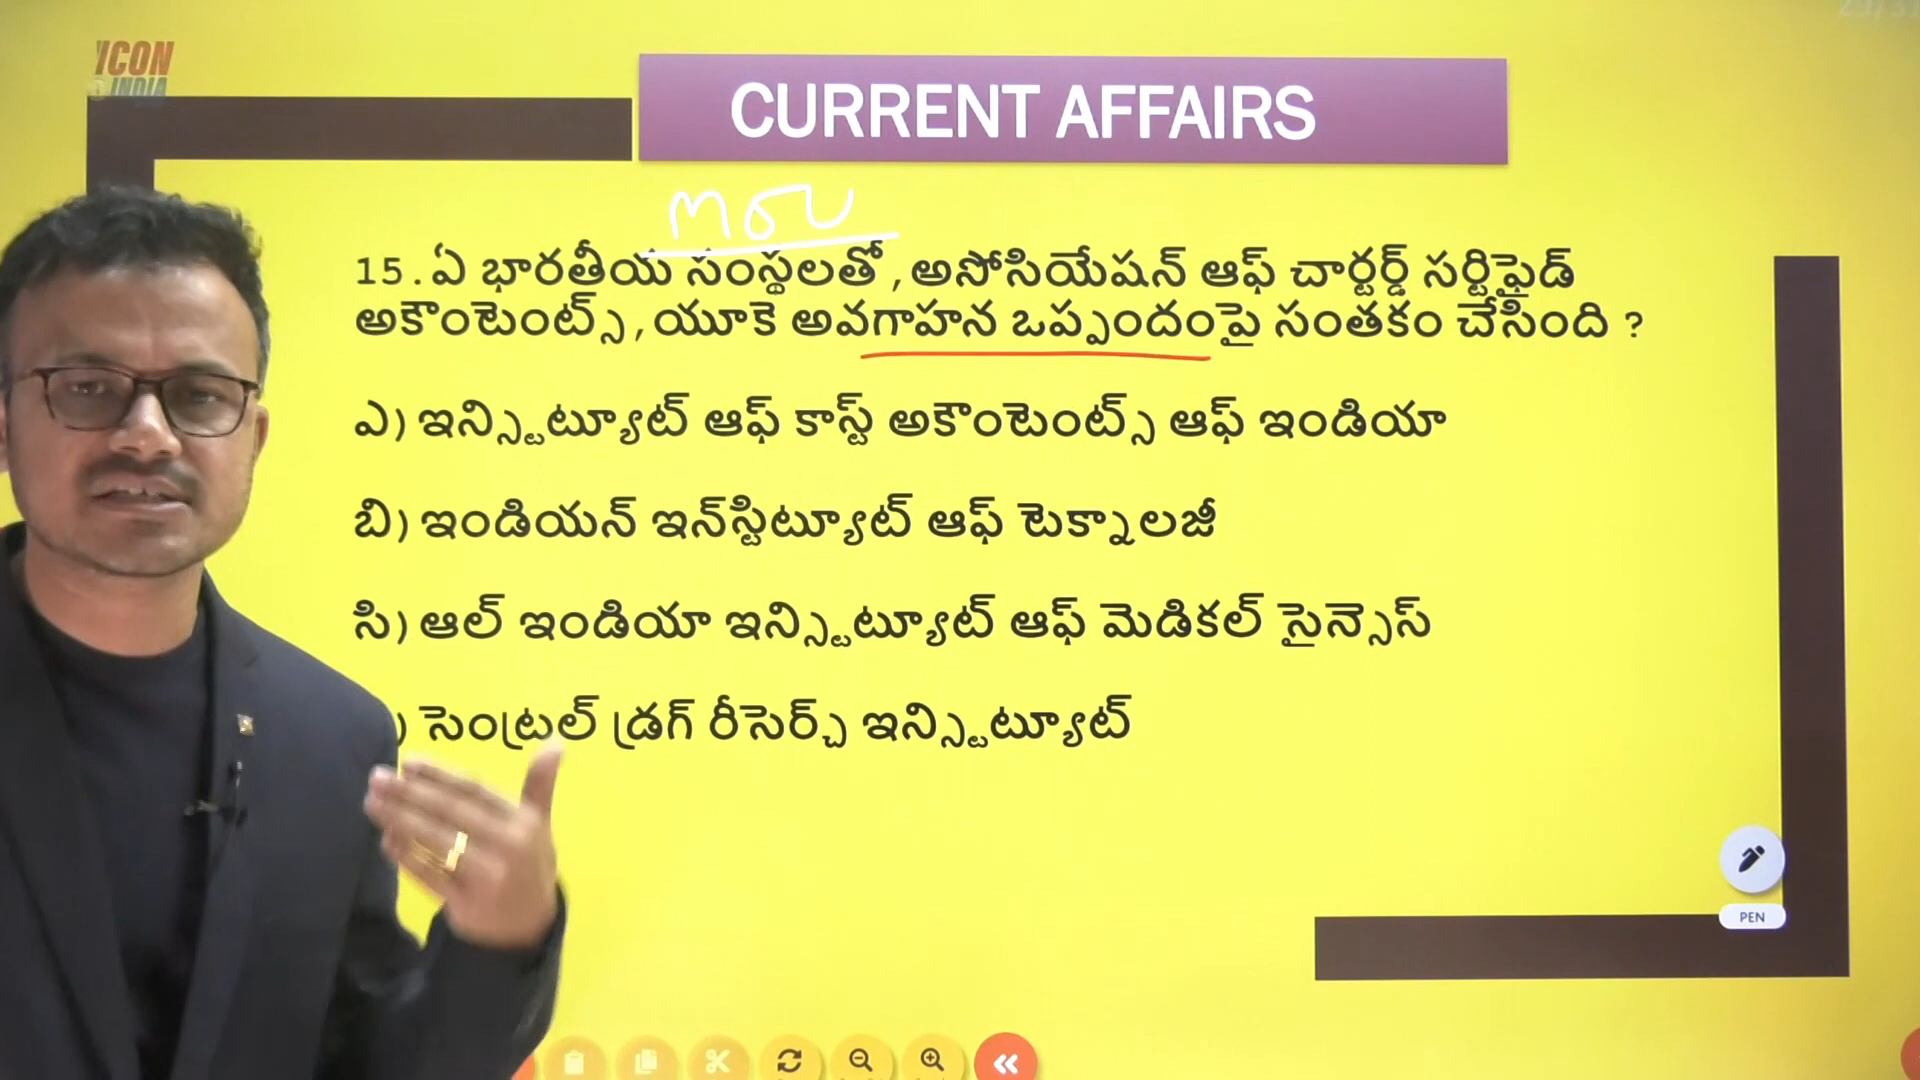 ICON
INDIA
CURRENT AFFAIRS
MOU
15.ఏ భారతీయ సంస్థలతో,అసోసియేషన్ ఆఫ్ చార్టర్డ్ సర్టిఫైడ్
అకౌంటెంట్స్,యూకె అవగాహన ఒప్పందంపై సంతకం చేసింది ?
ఎ) ఇన్స్టిట్యూట్ ఆఫ్ కాస్ట్ అకౌంటెంట్స్ ఆఫ్ ఇండియా
బి) ఇండియన్ ఇన్‌స్టిట్యూట్ ఆఫ్ టెక్నాలజీ
సి) ఆల్ ఇండియా ఇన్స్టిట్యూట్ ఆఫ్ మెడికల్ సైన్సెస్
) సెంట్రల్ డ్రగ్ రీసెర్చ్ ఇన్స్టిట్యూట్
PEN